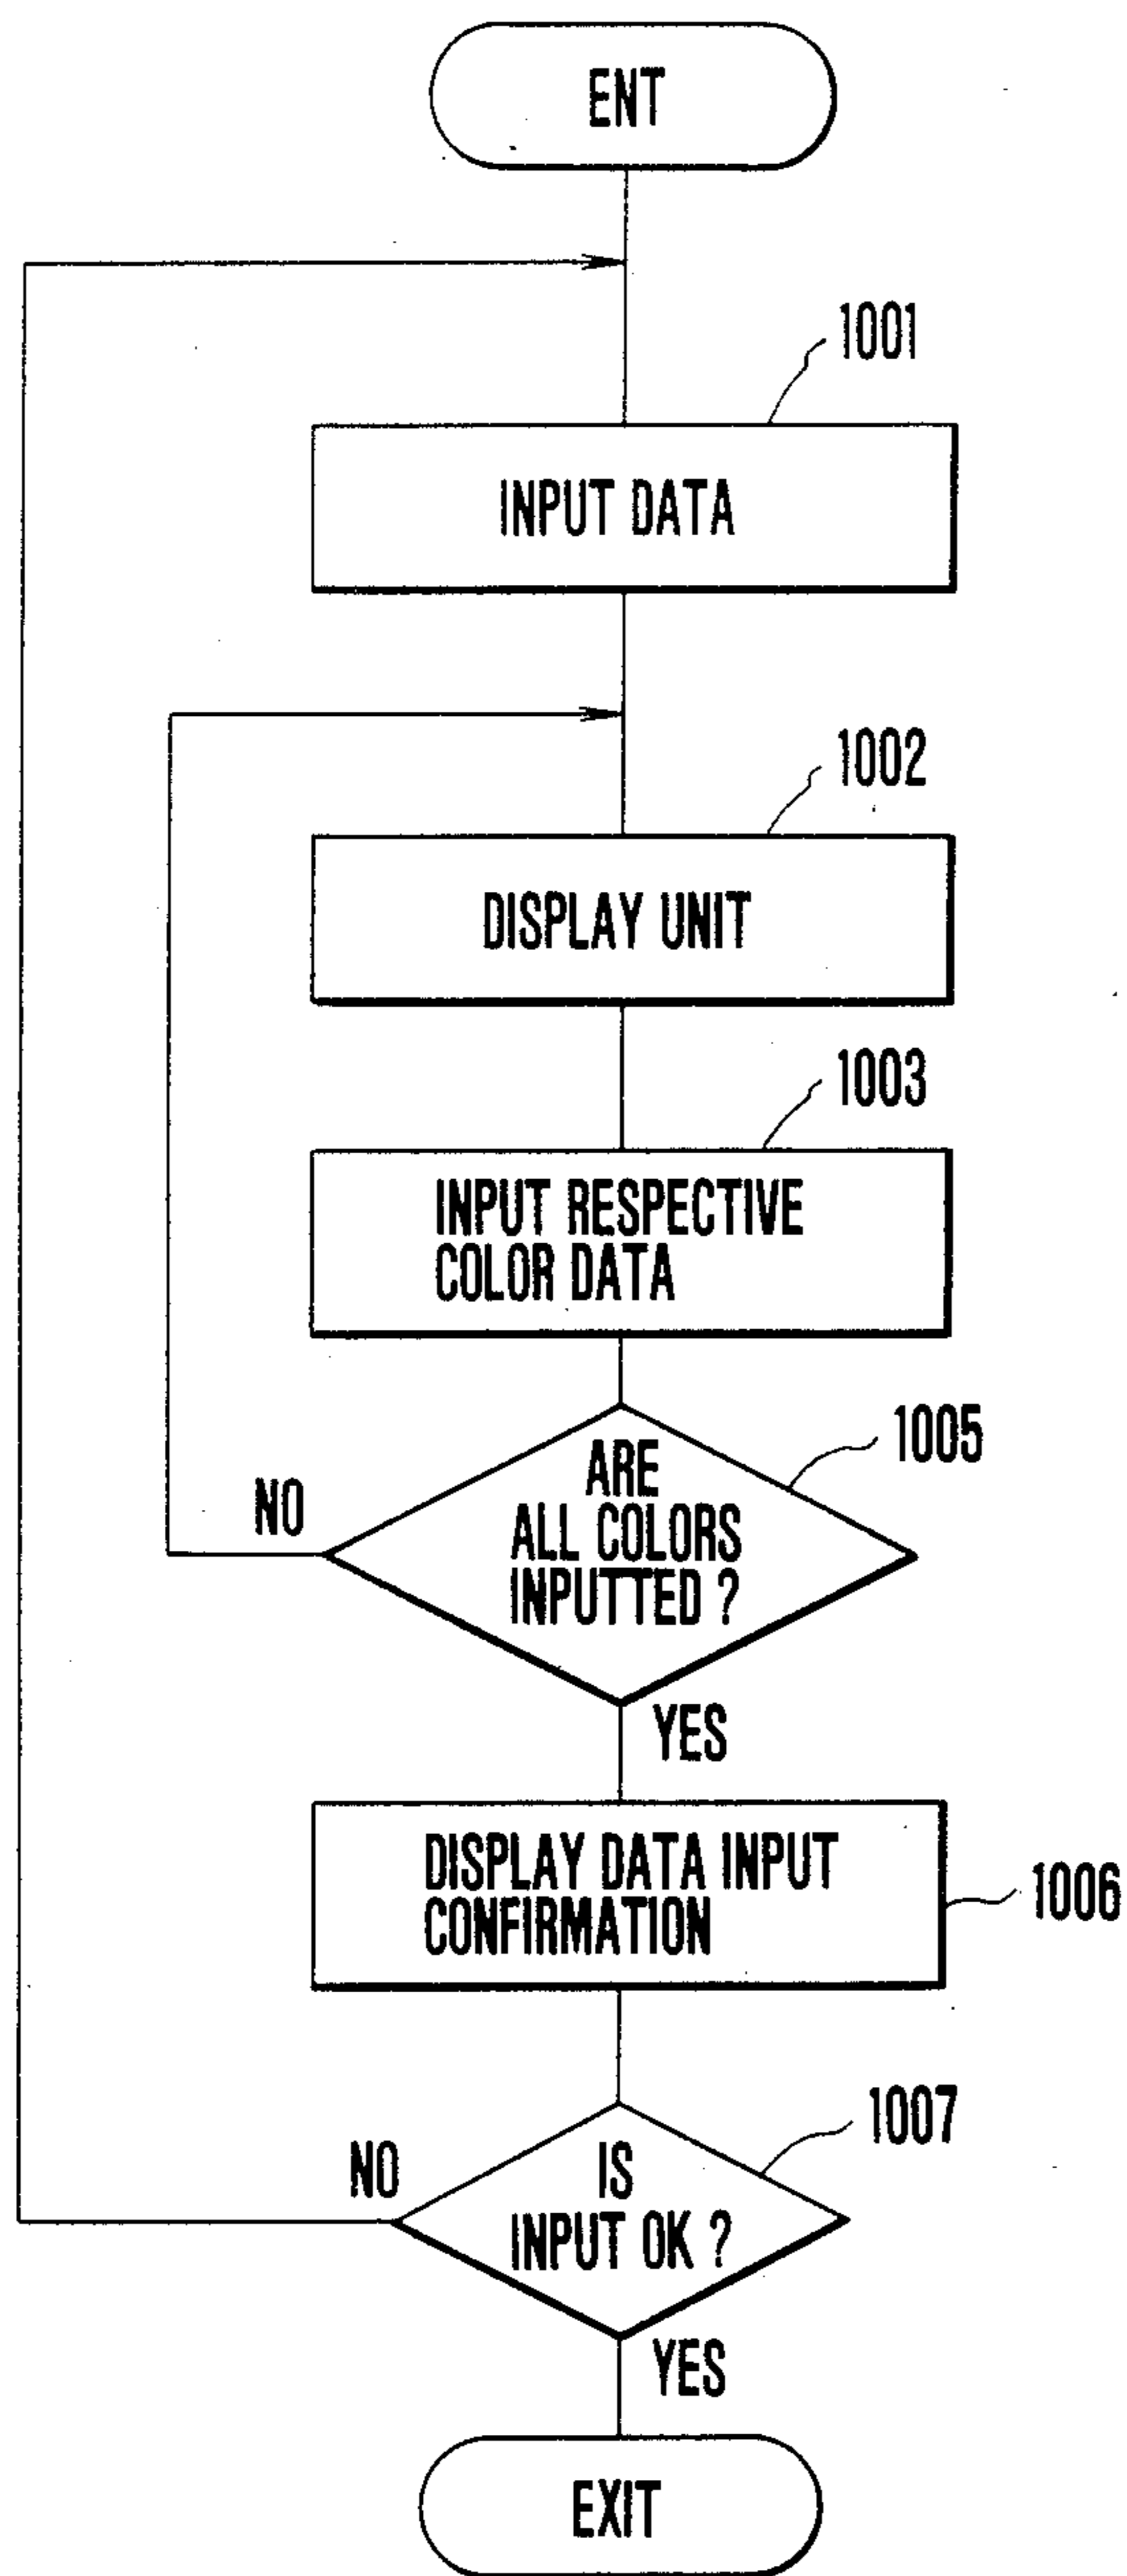 ENT
1001
INPUT DATA
1002
DISPLAY UNIT
1003
INPUT RESPECTIVE
COLOR DATA
1005
ARE
ALL COLORS
INPUTTED ?
NO
YES
DISPLAY DATA INPUT
CONFIRMATION
1006
1007
NO
IS
INPUT OK ?
YES
EXIT